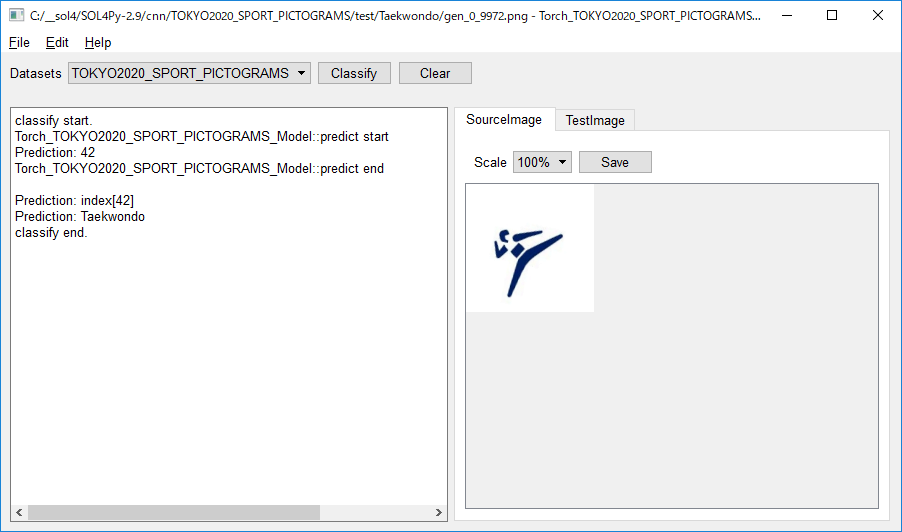 C:/__sol4/SOL4Py-2.9/cnn/TOKYO2020_SPORT_PICTOGRAMS/test/Taekwondo/gen_0_9972.png - Torch_TOKYO2020_SPORT_PICTOGRAMS...
File Edit Help
Datasets TOKYO2020_SPORT_PICTOGRAMS Classify Clear
classify start.
Torch_TOKYO2020_SPORT_PICTOGRAMS_Model::predict start
Prediction: 42
Torch_TOKYO2020_SPORT_PICTOGRAMS_Model::predict end
Prediction: index[42]
Prediction: Taekwondo
classify end.
SourceImage TestImage
Scale 100% Save